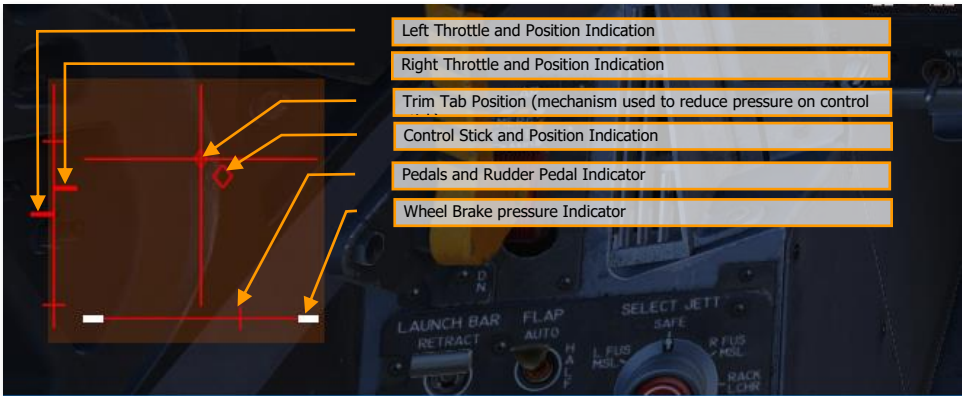 Left Throttle and Position Indication
Right Throttle and Position Indication
Trim Tab Position (mechanism used to reduce pressure on control
Control Stick and Position Indication
Pedals and Rudder Pedal Indicator
Wheel Brake pressure Indicator
DN
LAUNCH BAR
RETRACT
FLAP
AUTO
HALF
SELECT JETT
SAFE
L FUS
MSL
R FUS
MSL
RACK
LCHR